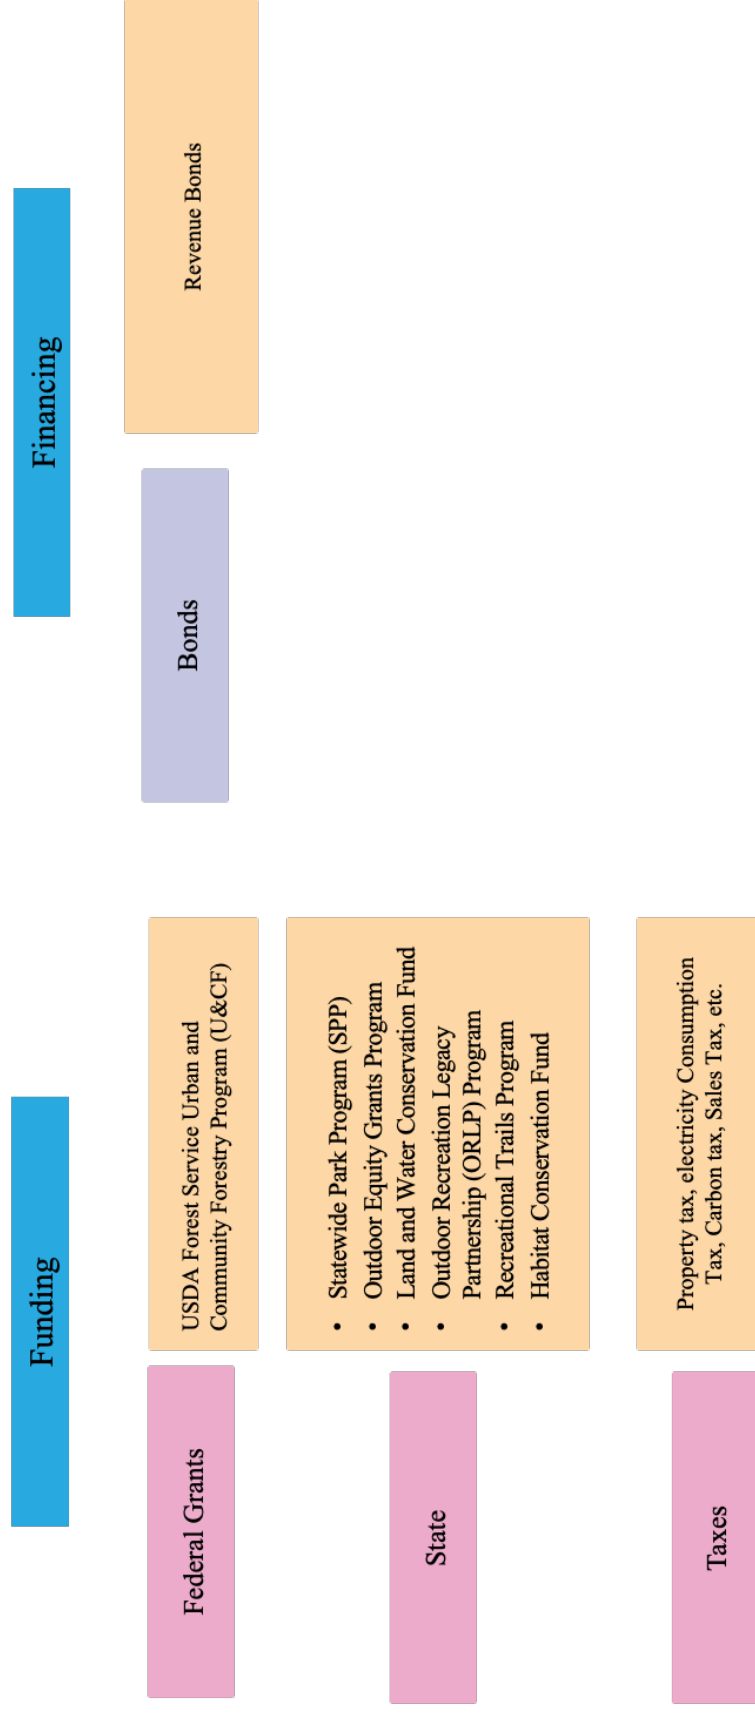 Funding
Financing
Federal Grants
USDA Forest Service Urban and
Community Forestry Program (U&CF)
Bonds
Revenue Bonds
State
• Statewide Park Program (SPP)
• Outdoor Equity Grants Program
• Land and Water Conservation Fund
• Outdoor Recreation Legacy
Partnership (ORLP) Program
• Recreational Trails Program
• Habitat Conservation Fund
Taxes
Property tax, electricity Consumption
Tax, Carbon tax, Sales Tax, etc.